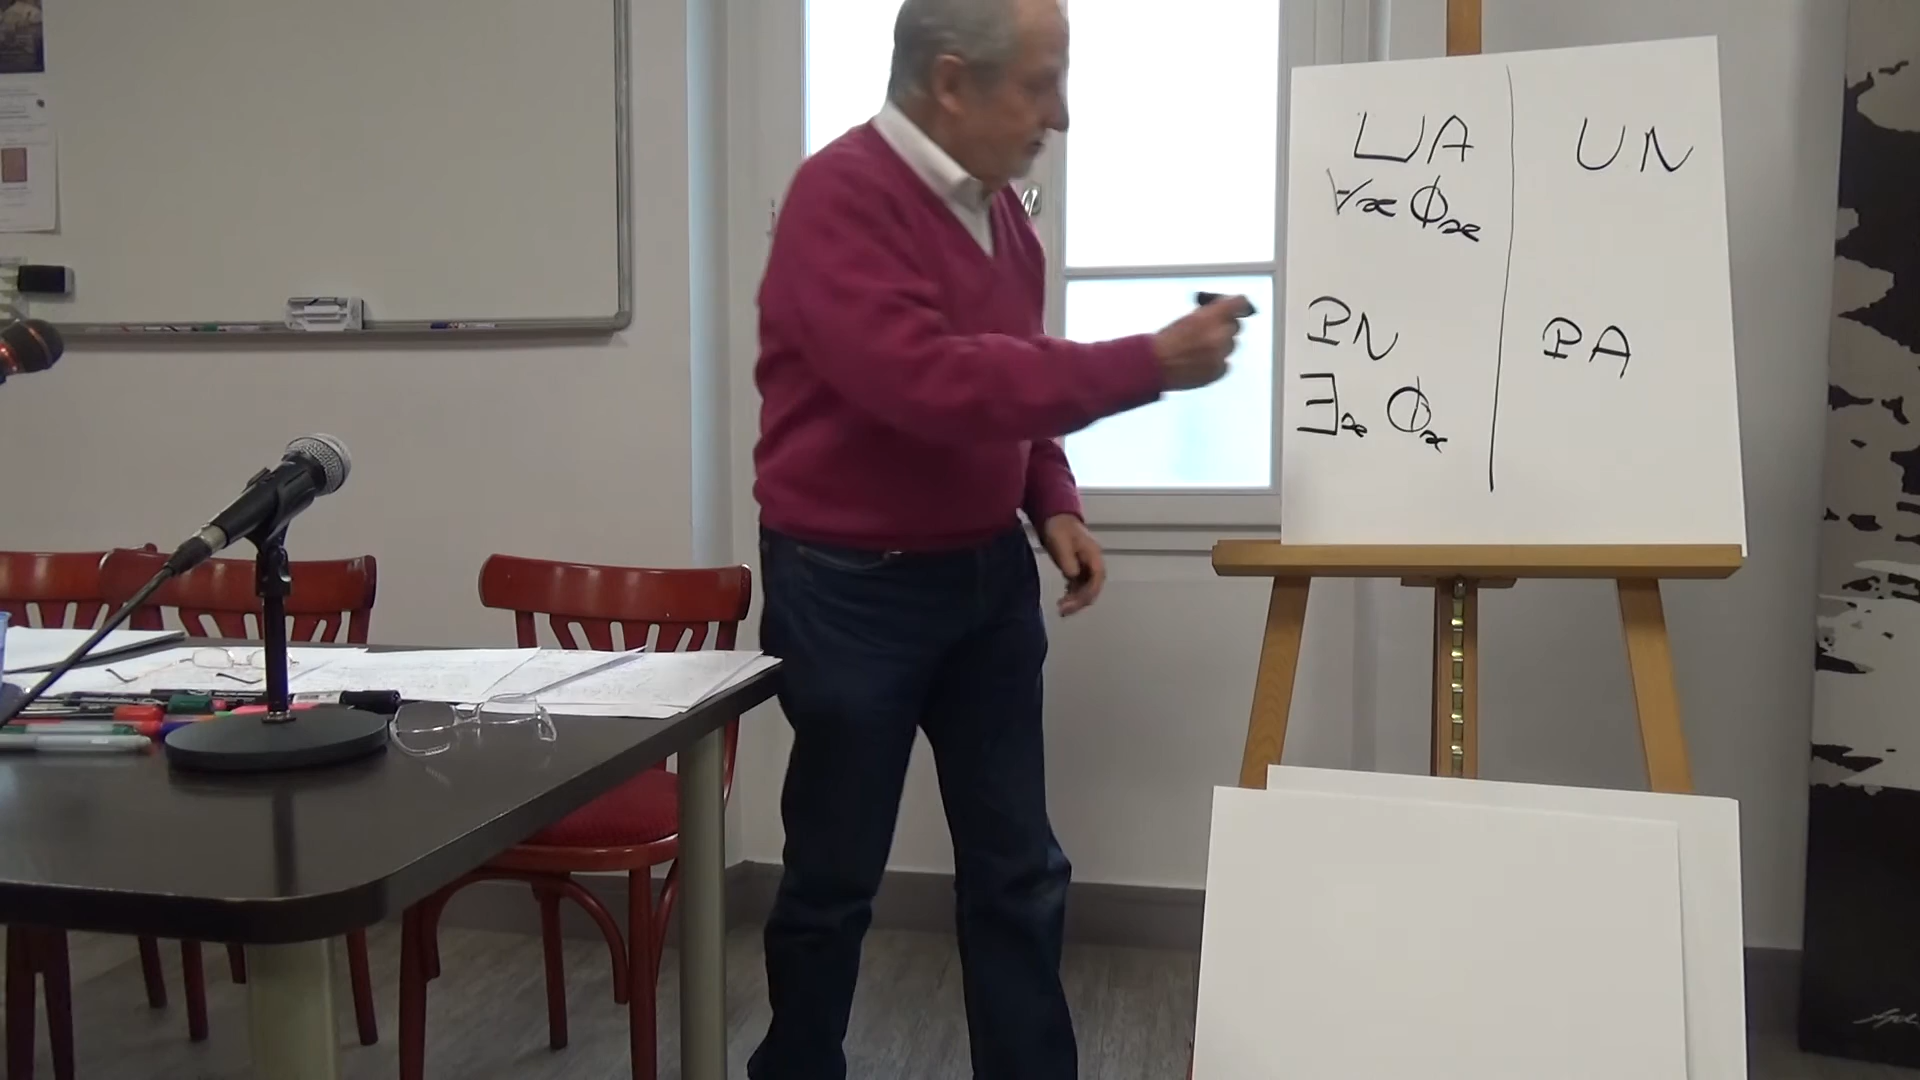 UA UN
∀x Φx
PN PA
∃x Φx